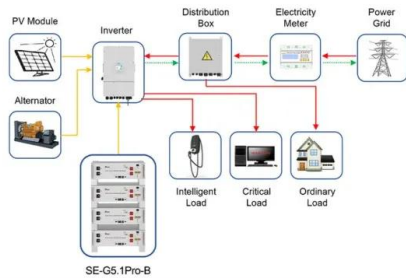 PV Module
Inverter
Distribution
Box
Electricity
Meter
Power
Grid
Alternator
Intelligent
Load
Critical
Load
Ordinary
Load
SE-G5.1Pro-B